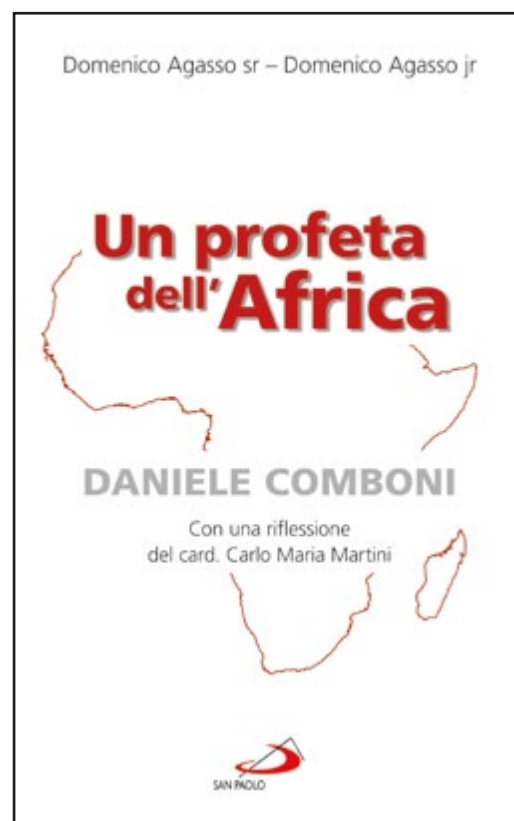 Domenico Agasso sr – Domenico Agasso jr
Un profeta
dell'Africa
DANIELE COMBONI
Con una riflessione
del card. Carlo Maria Martini
SAN PAOLO